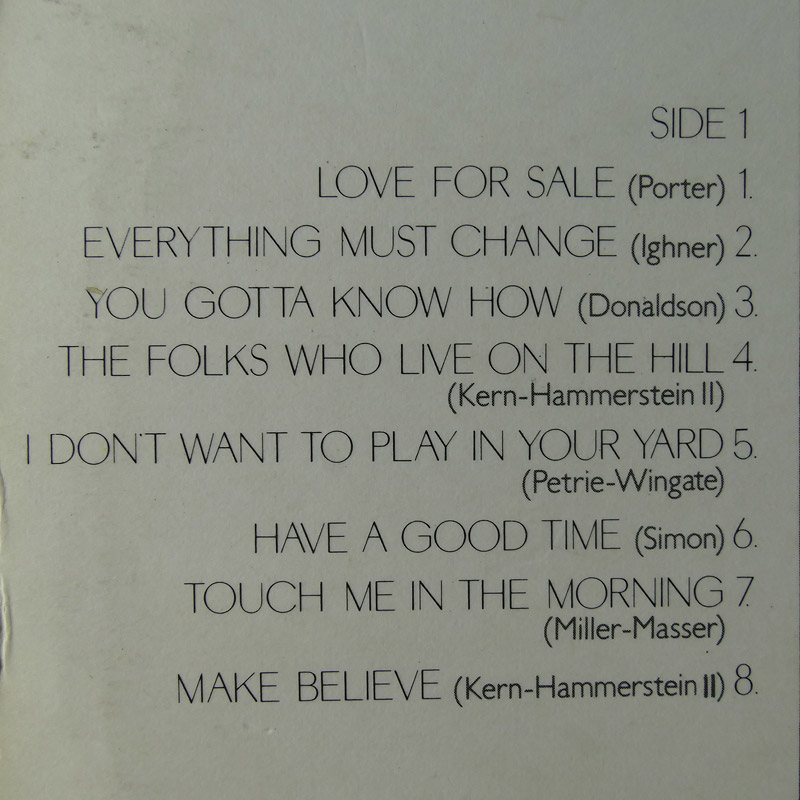 SIDE 1
LOVE FOR SALE (Porter) 1.
EVERYTHING MUST CHANGE (Ighner) 2.
YOU GOTTA KNOW HOW (Donaldson) 3.
THE FOLKS WHO LIVE ON THE HILL 4.
(Kern-Hammerstein II)
I DON'T WANT TO PLAY IN YOUR YARD 5.
(Petrie-Wingate)
HAVE A GOOD TIME (Simon) 6.
TOUCH ME IN THE MORNING 7.
(Miller-Masser)
MAKE BELIEVE (Kern-Hammerstein II) 8.